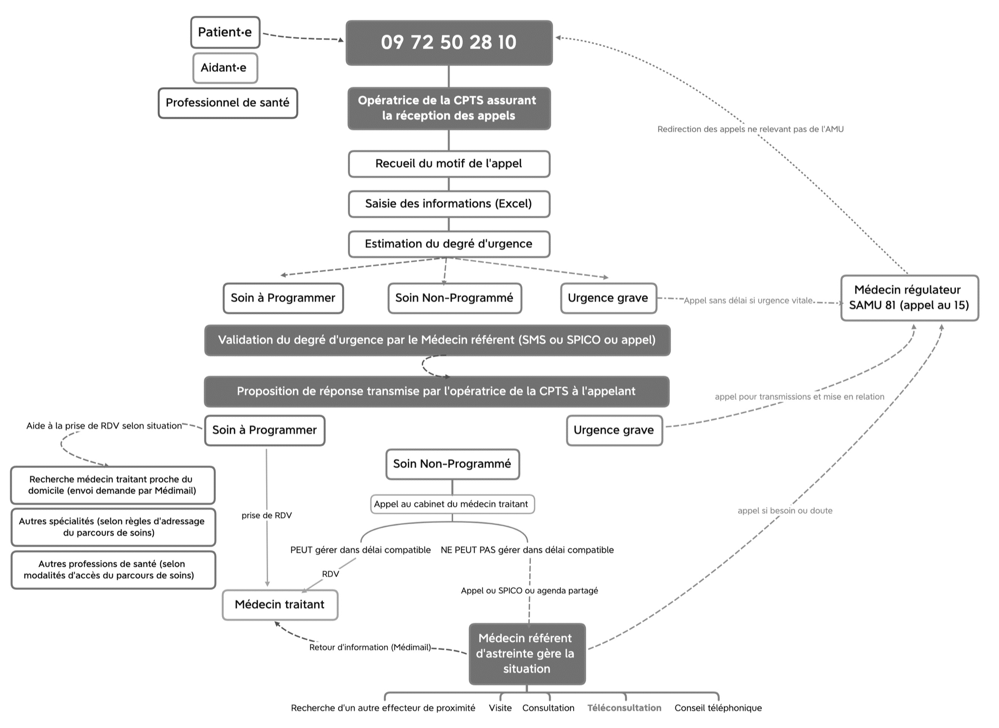 Patient·e
09 72 50 28 10
Aidant·e
Professionnel de santé
Opératrice de la CPTS assurant
la réception des appels
Redirection des appels ne relevant pas de l'AMU
Recueil du motif de l'appel
Saisie des informations (Excel)
Estimation du degré d'urgence
Soin à Programmer
Soin Non-Programmé
Urgence grave
Appel sans délai si urgence vitale
Médecin régulateur
SAMU 81 (appel au 15)
Validation du degré d'urgence par le Médecin référent (SMS ou SPICO ou appel)
Proposition de réponse transmise par l'opératrice de la CPTS à l'appelant
appel pour transmissions et mise en relation
Aide à la prise de RDV selon situation
Soin à Programmer
Urgence grave
Soin Non-Programmé
Recherche médecin traitant proche du
domicile (envoi demande par Médimail)
Appel au cabinet du médecin traitant
appel si besoin ou doute
prise de RDV
Autres spécialités (selon règles d'adressage
du parcours de soins)
PEUT gérer dans délai compatible
NE PEUT PAS gérer dans délai compatible
Autres professions de santé (selon
modalités d'accès du parcours de soins)
RDV
Appel ou SPICO ou agenda partagé
Médecin traitant
Retour d'information (Médimail)
Médecin référent
d'astreinte gère la
situation
Recherche d'un autre effecteur de proximité
Visite
Consultation
Téléconsultation
Conseil téléphonique